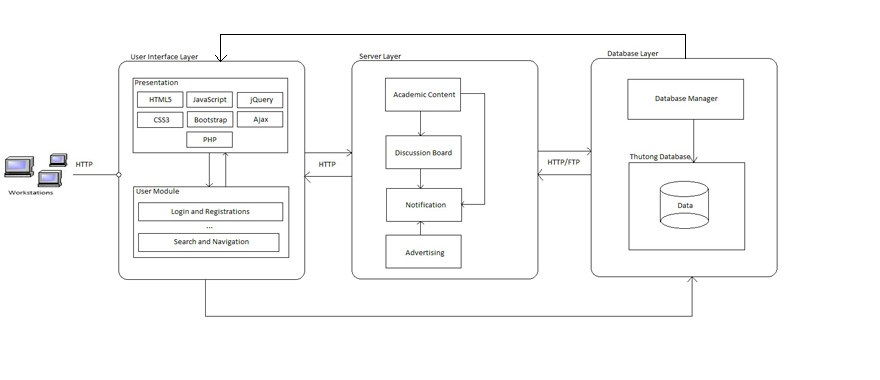 User Interface Layer
Server Layer
Database Layer
Presentation
HTML5
JavaScript
jQuery
CSS3
Bootstrap
Ajax
PHP
User Module
Login and Registrations
...
Search and Navigation
HTTP
Workstations
HTTP
Academic Content
Discussion Board
Notification
Advertising
HTTP/FTP
Database Manager
Thutong Database
Data